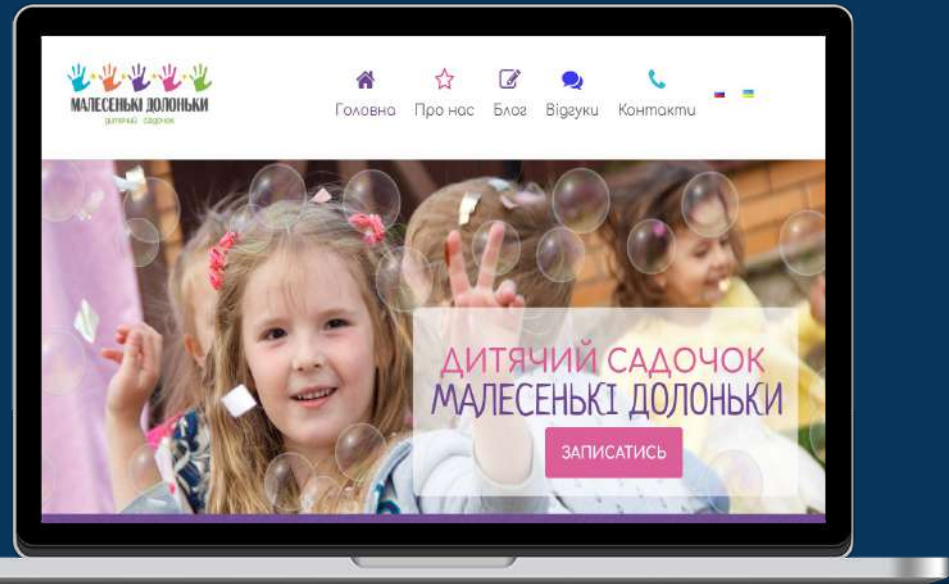 МАЛЕСЕНЬКІ ДОЛОНЬКИ
дитячий садочок
Головна Про нас Блог Відгуки Контакти
ДИТЯЧИЙ САДОЧОК
МАЛЕСЕНЬКІ ДОЛОНЬКИ
ЗАПИСАТИСЬ